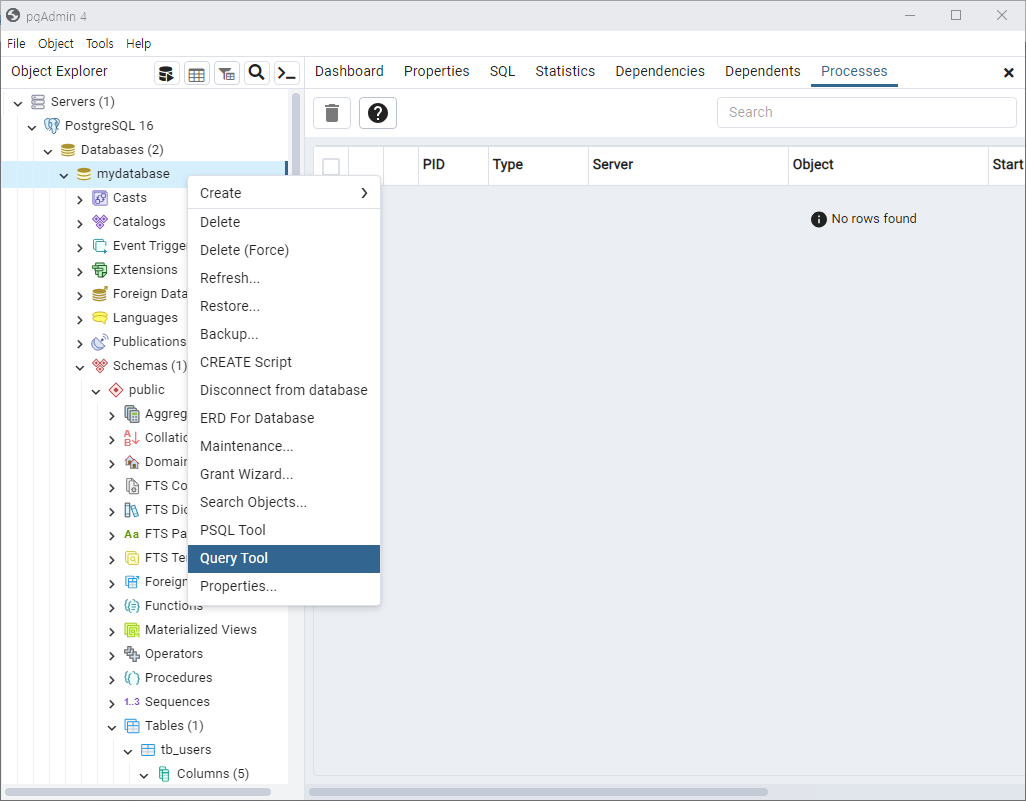 pgAdmin 4
File Object Tools Help
Object Explorer
Dashboard Properties SQL Statistics Dependencies Dependents Processes
Search
PID Type Server Object Start
No rows found
Servers (1)
PostgreSQL 16
Databases (2)
mydatabase
Casts
Catalogs
Event Trigge
Extensions
Foreign Data
Languages
Publications
Schemas (1)
public
Aggreg
Collatio
Domain
FTS Co
FTS Dic
Aa FTS Pa
FTS Te
Foreign
Functions
Materialized Views
Operators
Procedures
1..3 Sequences
Tables (1)
tb_users
Columns (5)
Create
Delete
Delete (Force)
Refresh...
Restore...
Backup...
CREATE Script
Disconnect from database
ERD For Database
Maintenance...
Grant Wizard...
Search Objects...
PSQL Tool
Query Tool
Properties...